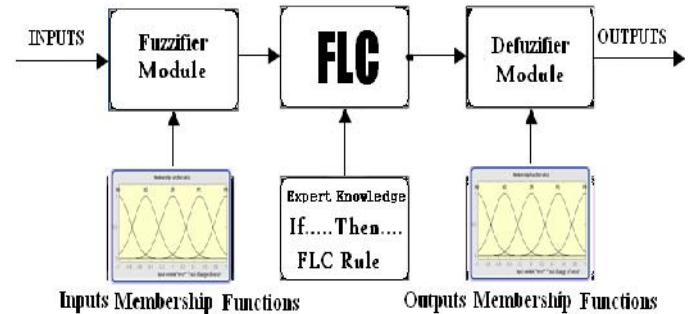 INPUTS
Fuzzifier
Module
FLC
Defuzifier
Module
OUTPUTS
Expert Knowledge
If.....Then....
FLC Rule
Inputs Membership Functions
Outputs Membership Functions